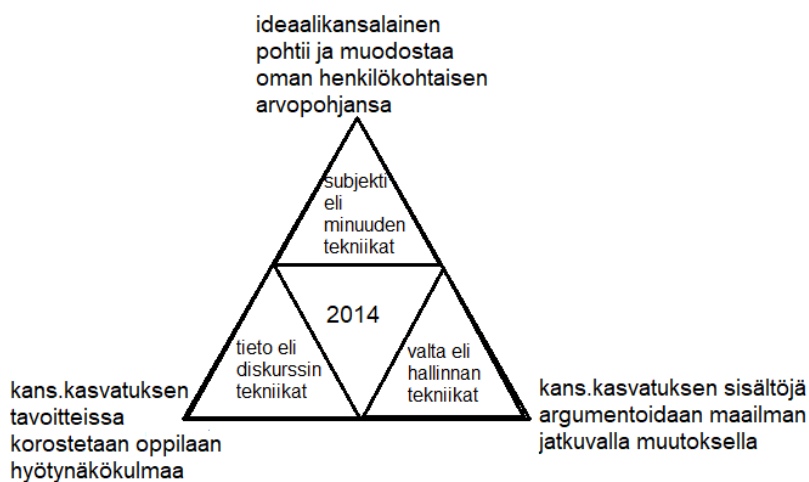 ideaalikansalainen
pohtii ja muodostaa
oman henkilökohtaisen
arvopohjansa
subjekti
eli
minuuden
tekniikat
2014
tieto eli
diskurssin
tekniikat
valta eli
hallinnan
tekniikat
kans.kasvatuksen
tavoitteissa
korostetaan oppilaan
hyötynäkökulmaa
kans.kasvatuksen sisältöjä
argumentoidaan maailman
jatkuvalla muutoksella